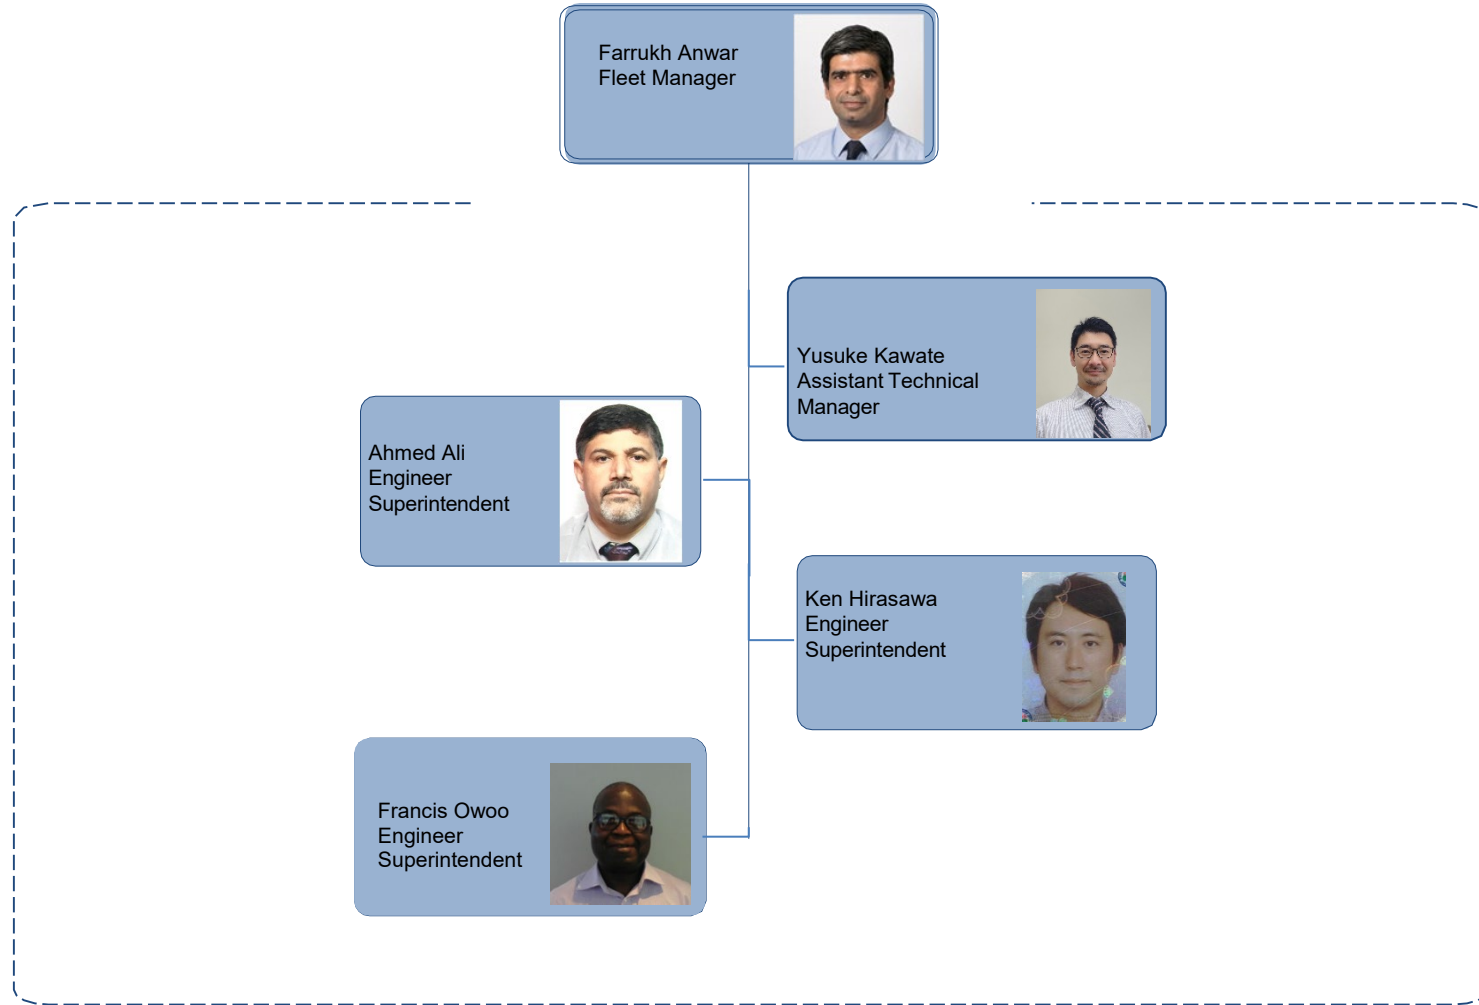 Farrukh Anwar
Fleet Manager
Yusuke Kawate
Assistant Technical
Manager
Ahmed Ali
Engineer
Superintendent
Ken Hirasawa
Engineer
Superintendent
Francis Owoo
Engineer
Superintendent